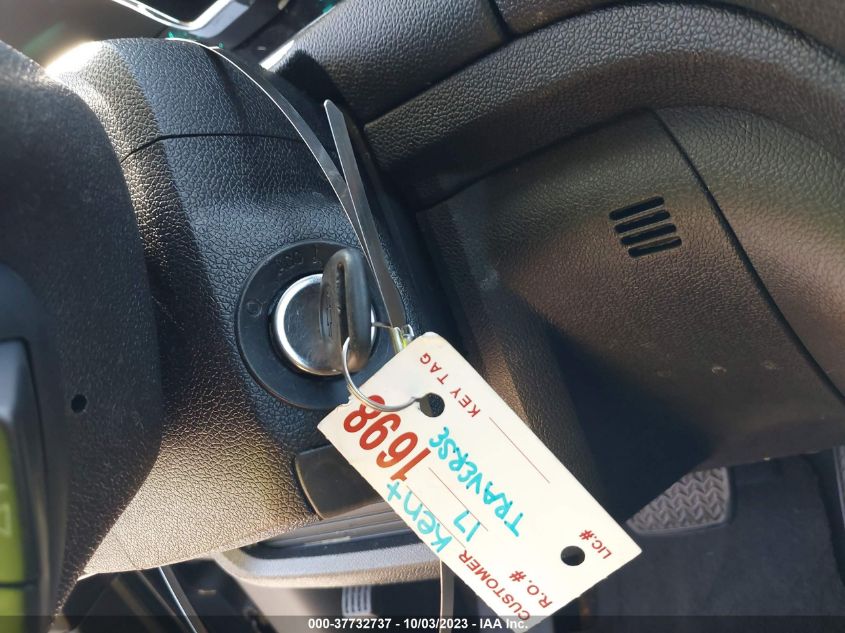 KEY TAG
1698
CUSTOMER Kent
R.O.# 17
TRAVERSE
LIC.#
000-37732737 - 10/03/2023 - IAA Inc.